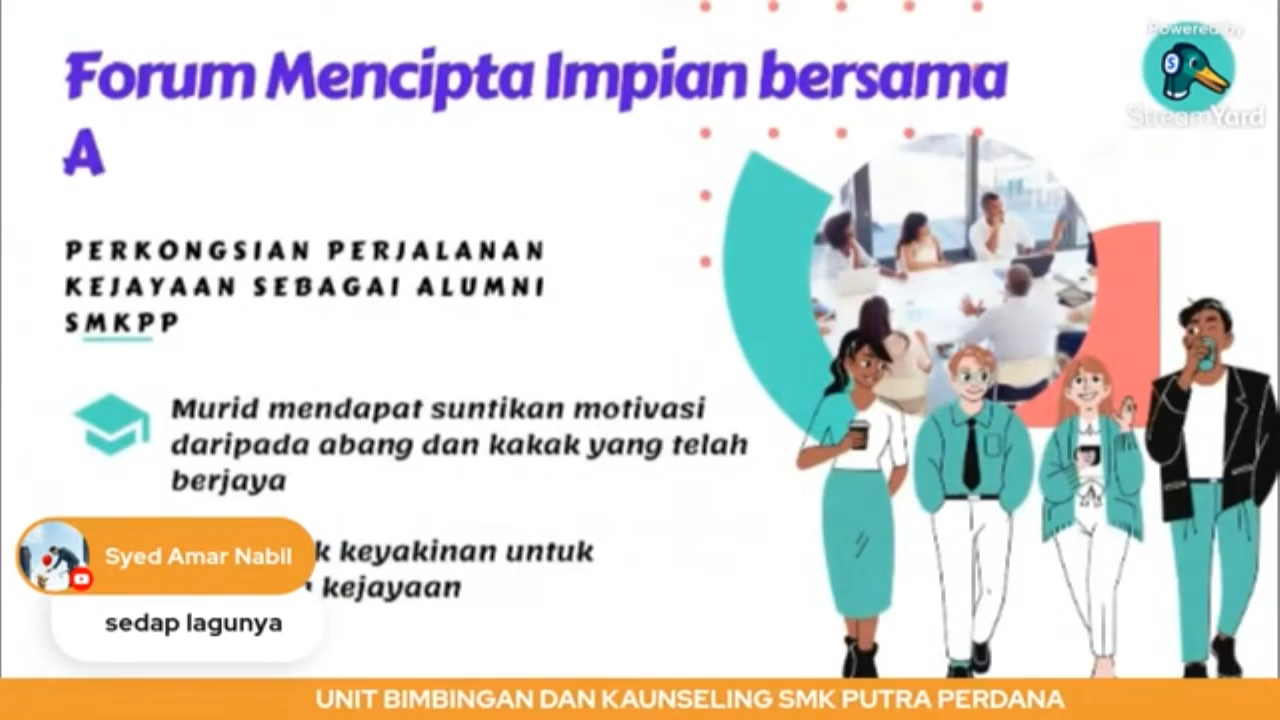 Forum Mencipta Impian bersama
A
PERKONGSIAN PERJALANAN
KEJAYAAN SEBAGAI ALUMNI
SMKPP
Murid mendapat suntikan motivasi
daripada abang dan kakak yang telah
berjaya
keyakinan untuk
kejayaan
Syed Amar Nabil
sedap lagunya
UNIT BIMBINGAN DAN KAUNSELING SMK PUTRA PERDANA
Powered by
StreamYard